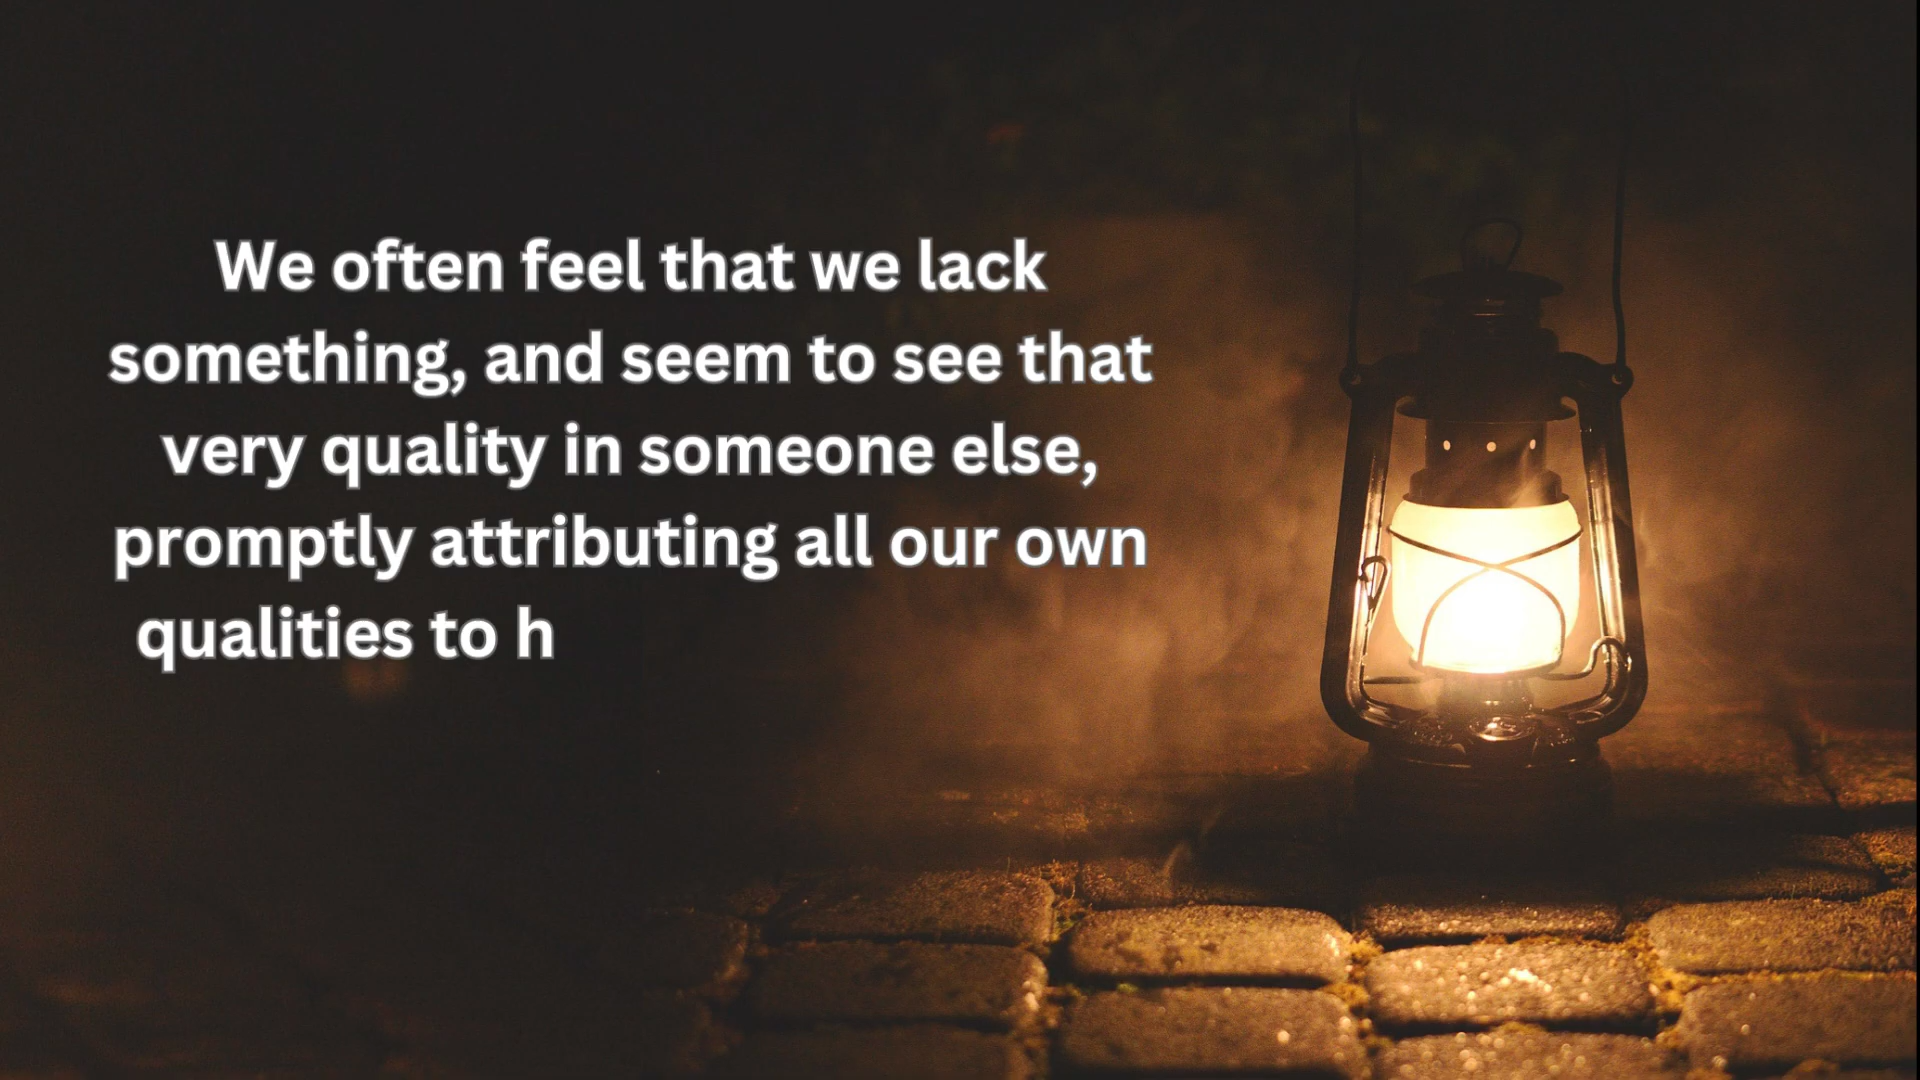 We often feel that we lack
something, and seem to see that
very quality in someone else,
promptly attributing all our own
qualities to h